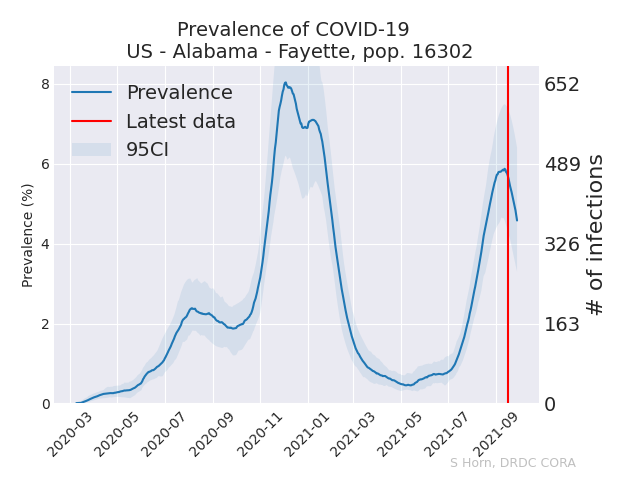 Prevalence of COVID-19
US - Alabama - Fayette, pop. 16302
Prevalence
Latest data
95CI
Prevalence (%)
8
6
4
2
0
652
489
326
163
0
# of infections
2020-03
2020-05
2020-07
2020-09
2020-11
2021-01
2021-03
2021-05
2021-07
2021-09
S Horn, DRDC CORA